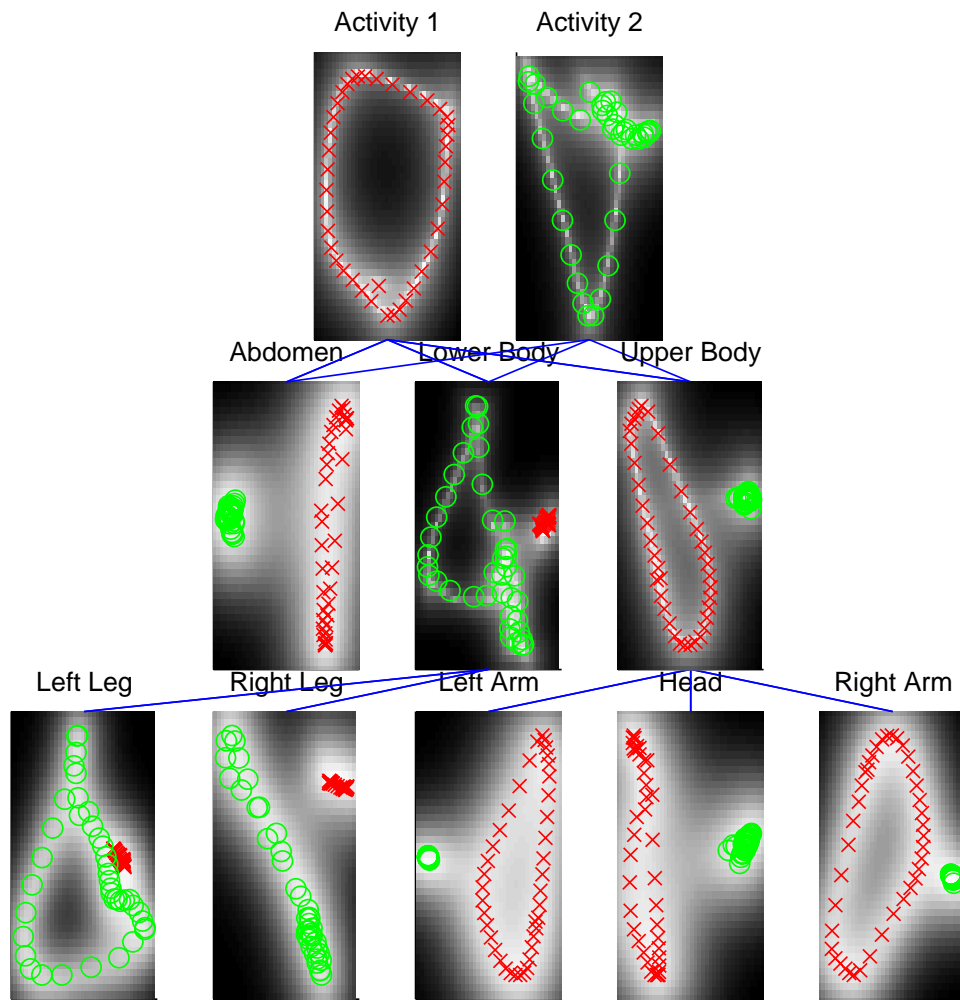 Activity 1 Activity 2
Abdomen Lower Body Upper Body
Left Leg Right Leg Left Arm Head Right Arm